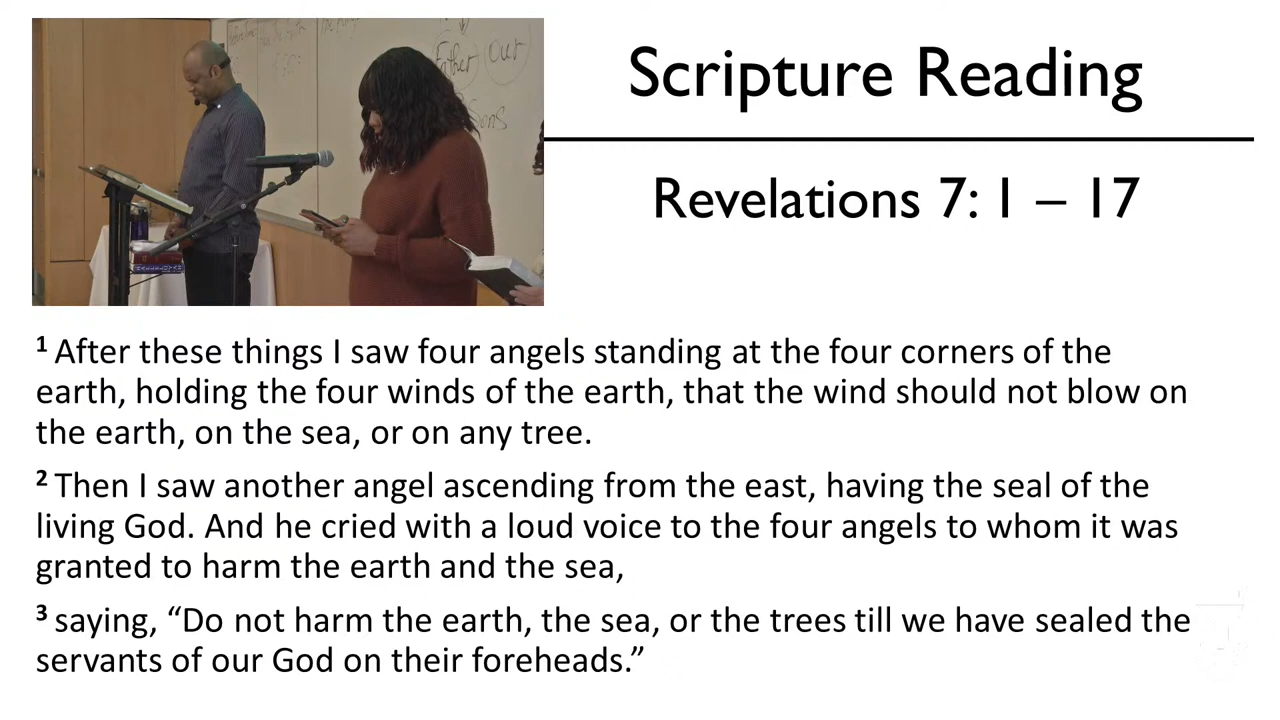 Father
Our
Sons
Scripture Reading
Revelations 7: 1 – 17
1 After these things I saw four angels standing at the four corners of the
earth, holding the four winds of the earth, that the wind should not blow on
the earth, on the sea, or on any tree.
2 Then I saw another angel ascending from the east, having the seal of the
living God. And he cried with a loud voice to the four angels to whom it was
granted to harm the earth and the sea,
3 saying, “Do not harm the earth, the sea, or the trees till we have sealed the
servants of our God on their foreheads.”